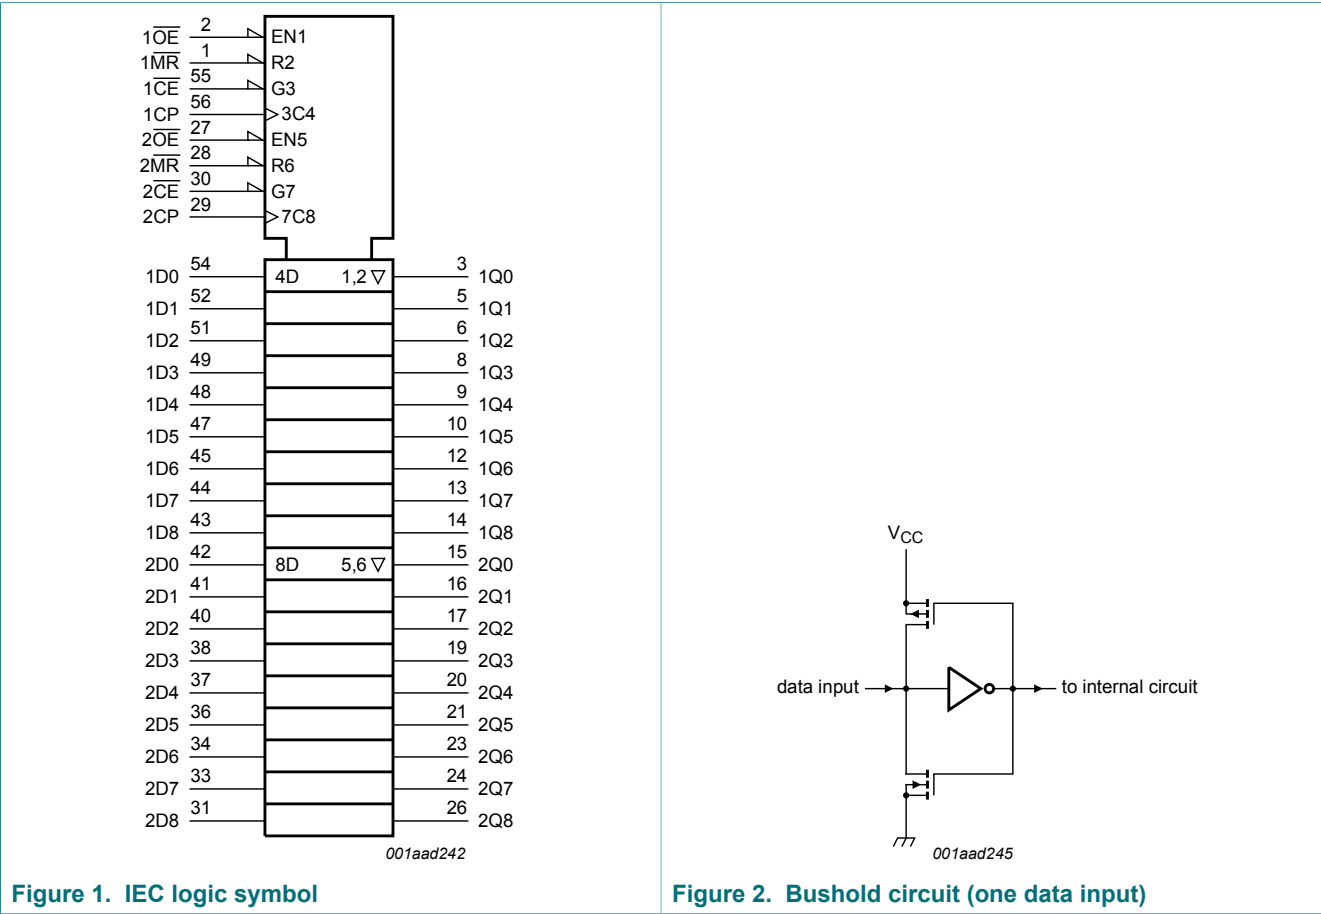 1O̅E̅ 2 EN1
1M̅R̅ 1 R2
1C̅E̅ 55 G3
1CP 56 3C4
2O̅E̅ 27 EN5
2M̅R̅ 28 R6
2C̅E̅ 30 G7
2CP 29 7C8
1D0 54 4D 1,2 ▽ 3 1Q0
1D1 52 5 1Q1
1D2 51 6 1Q2
1D3 49 8 1Q3
1D4 48 9 1Q4
1D5 47 10 1Q5
1D6 45 12 1Q6
1D7 44 13 1Q7
1D8 43 14 1Q8
2D0 42 8D 5,6 ▽ 15 2Q0
2D1 41 16 2Q1
2D2 40 17 2Q2
2D3 38 19 2Q3
2D4 37 20 2Q4
2D5 36 21 2Q5
2D6 34 23 2Q6
2D7 33 24 2Q7
2D8 31 26 2Q8
001aad242
Figure 1. IEC logic symbol
VCC
data input
to internal circuit
001aad245
Figure 2. Bushold circuit (one data input)